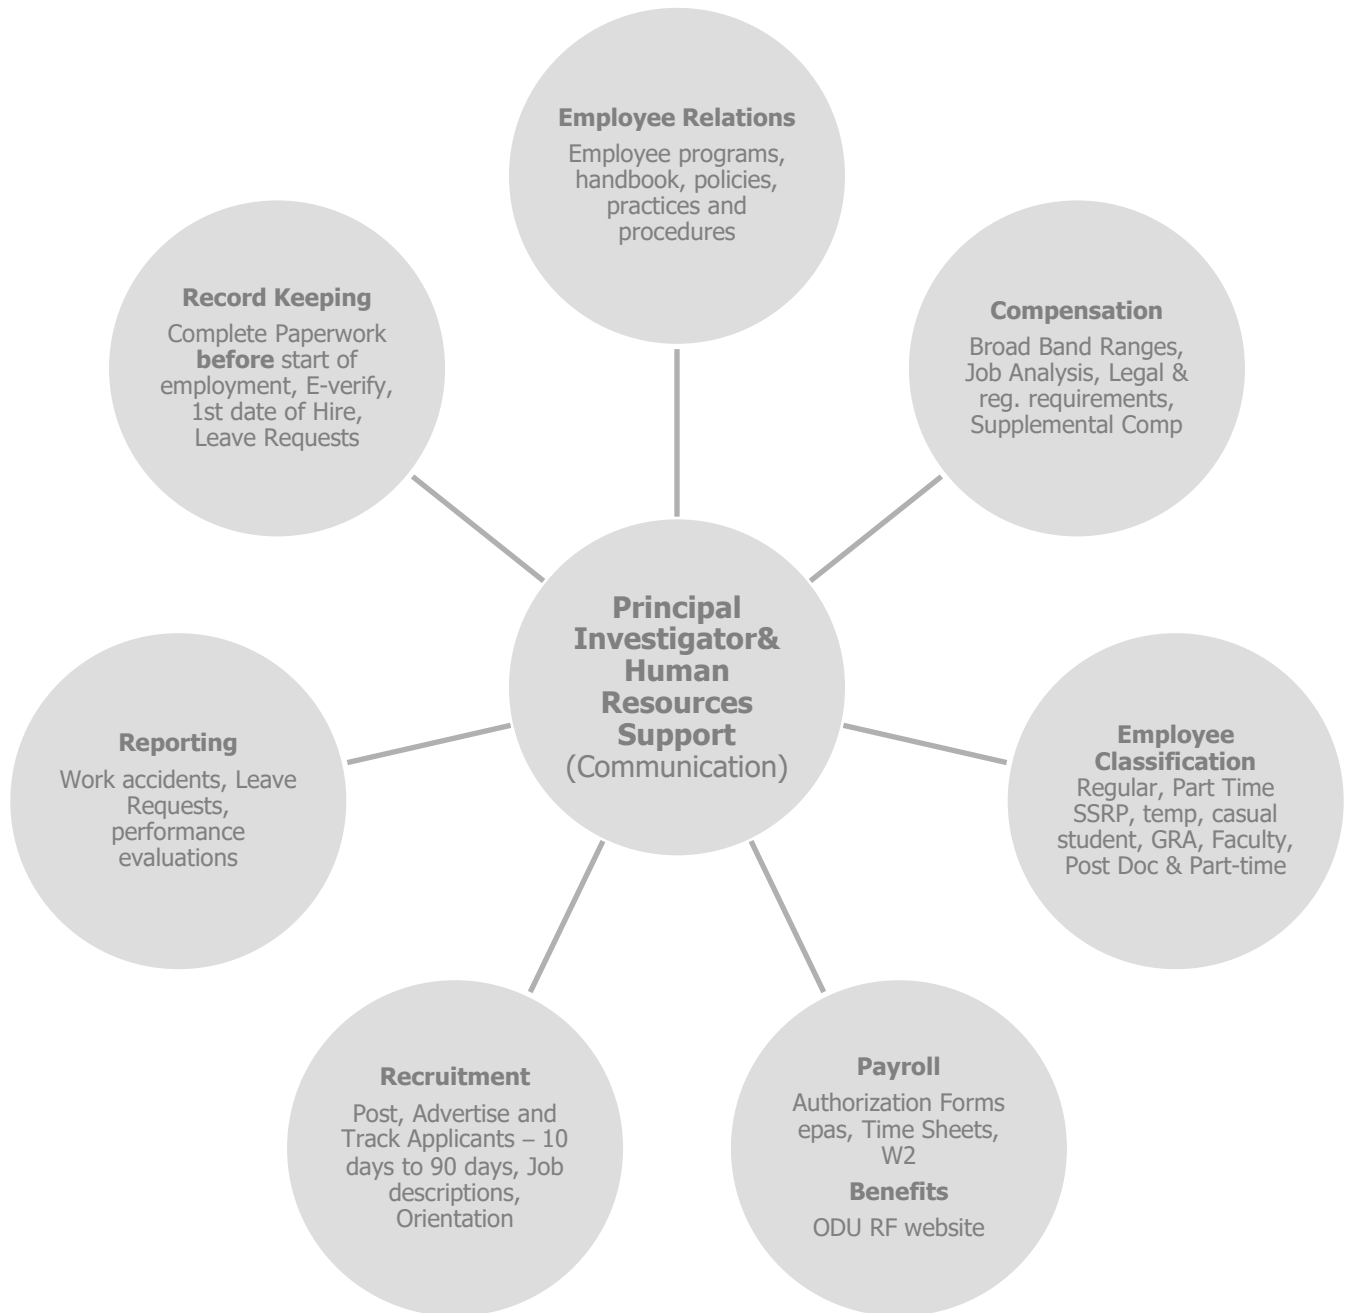 Employee Relations
Employee programs,
handbook, policies,
practices and
procedures
Record Keeping
Complete Paperwork
before start of
employment, E-verify,
1st date of Hire,
Leave Requests
Compensation
Broad Band Ranges,
Job Analysis, Legal &
reg. requirements,
Supplemental Comp
Principal
Investigator&
Human
Resources
Support
(Communication)
Reporting
Work accidents, Leave
Requests,
performance
evaluations
Employee
Classification
Regular, Part Time
SSRP, temp, casual
student, GRA, Faculty,
Post Doc & Part-time
Recruitment
Post, Advertise and
Track Applicants – 10
days to 90 days, Job
descriptions,
Orientation
Payroll
Authorization Forms
epas, Time Sheets,
W2
Benefits
ODU RF website